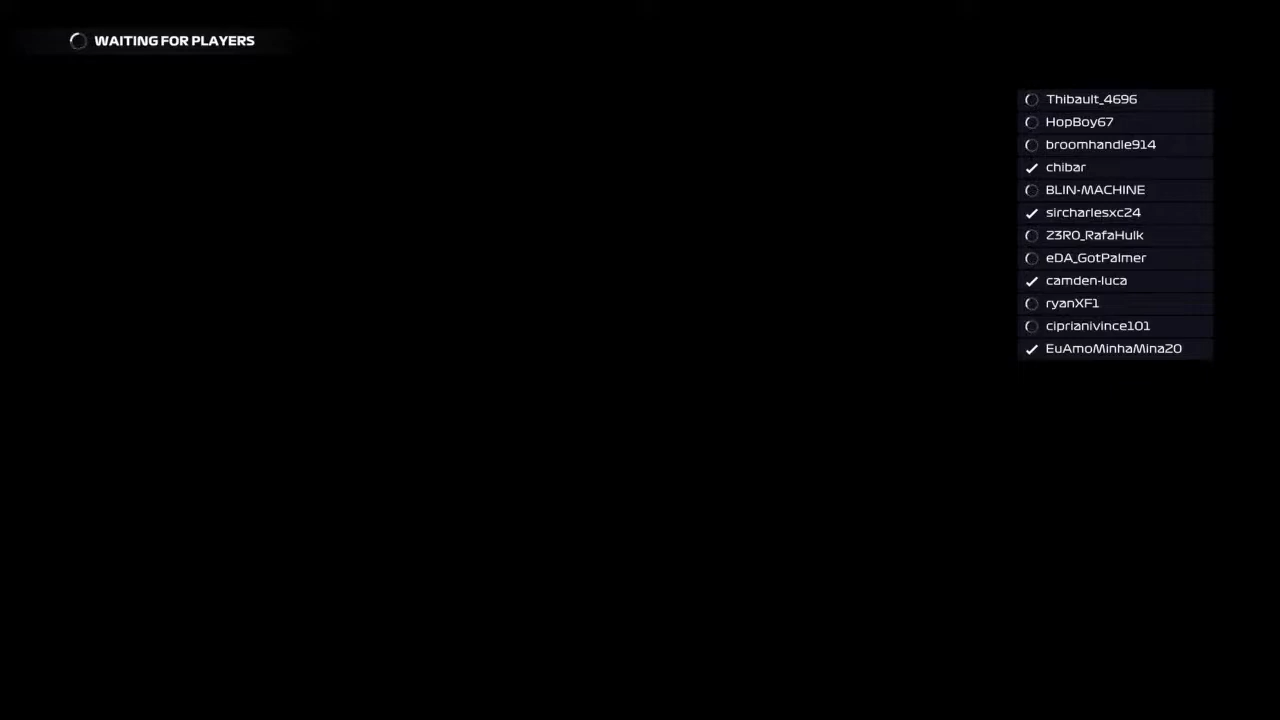 WAITING FOR PLAYERS
Thibault_4696
HopBoy67
broomhandle914
chibar
BLIN-MACHINE
sircharlesxc24
Z3R0_RafaHulk
eDA_GotPalmer
camden-luca
ryanXF1
ciprianivince101
EuAmoMinhaMina20